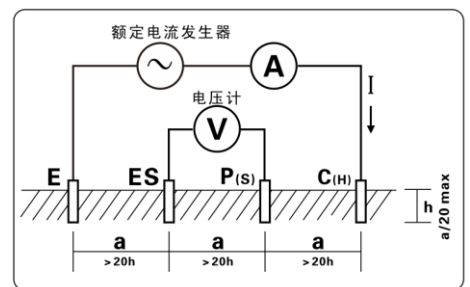 额定电流发生器
A
I
电压计
V
E ES P(S) C(H)
h
a/20 max
a a a
>20h >20h >20h